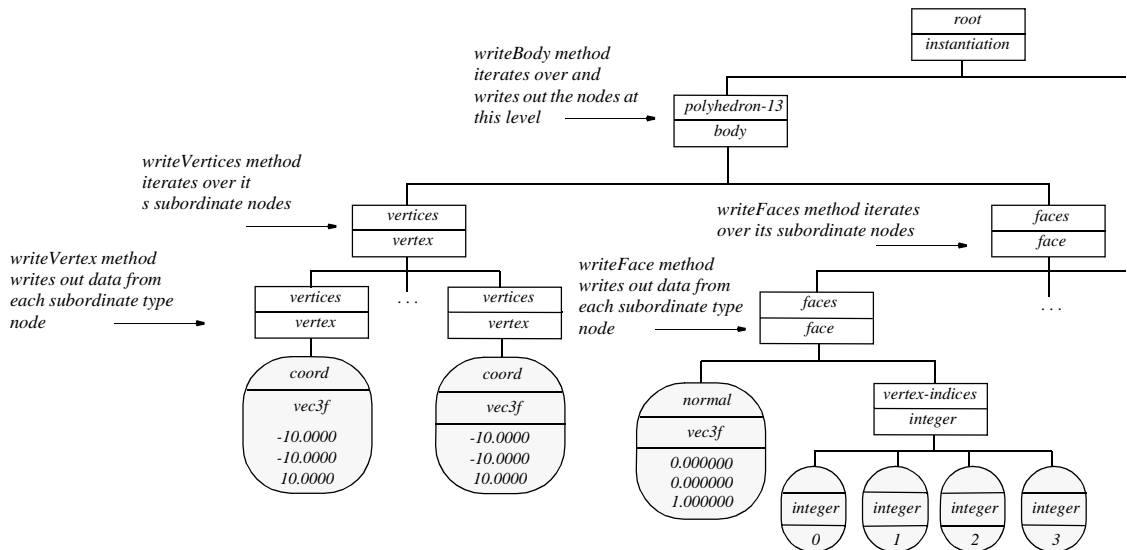 root
instantiation
writeBody method
iterates over and
writes out the nodes at
this level
polyhedron-13
body
writeVertices method
iterates over it
s subordinate nodes
vertices
vertex
writeFaces method iterates
over its subordinate nodes
faces
face
writeVertex method
writes out data from
each subordinate type
node
vertices
vertex
. . .
vertices
vertex
writeFace method
writes out data from
each subordinate type
node
faces
face
. . .
coord
vec3f
-10.0000
-10.0000
10.0000
coord
vec3f
-10.0000
-10.0000
10.0000
normal
vec3f
0.000000
0.000000
1.000000
vertex-indices
integer
integer
0
integer
1
integer
2
integer
3